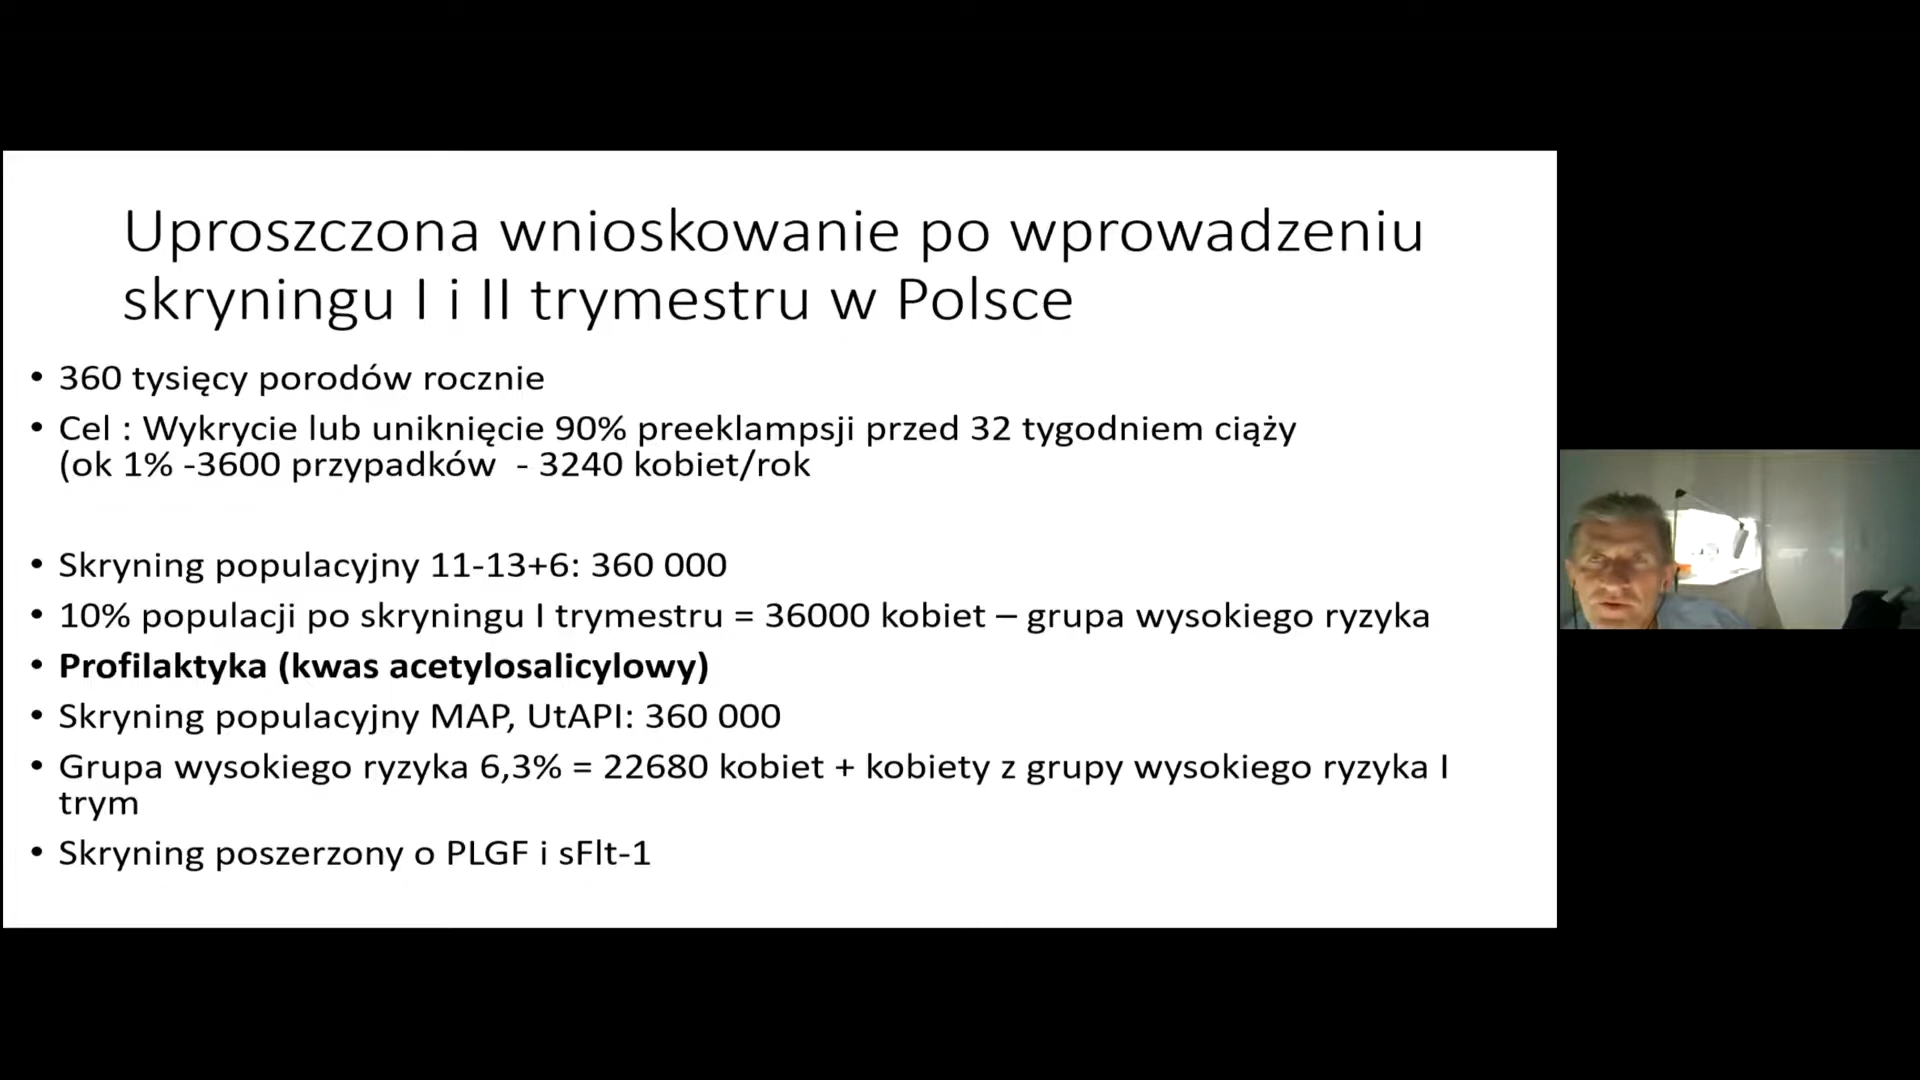 Uproszczona wnioskowanie po wprowadzeniu
skryningu I i II trymestru w Polsce
• 360 tysięcy porodów rocznie
• Cel : Wykrycie lub uniknięcie 90% preeklampsji przed 32 tygodniem ciąży
(ok 1% -3600 przypadków - 3240 kobiet/rok
• Skryning populacyjny 11-13+6: 360 000
• 10% populacji po skryningu I trymestru = 36000 kobiet – grupa wysokiego ryzyka
• Profilaktyka (kwas acetylosalicylowy)
• Skryning populacyjny MAP, UtAPI: 360 000
• Grupa wysokiego ryzyka 6,3% = 22680 kobiet + kobiety z grupy wysokiego ryzyka I
trym
• Skryning poszerzony o PLGF i sFlt-1